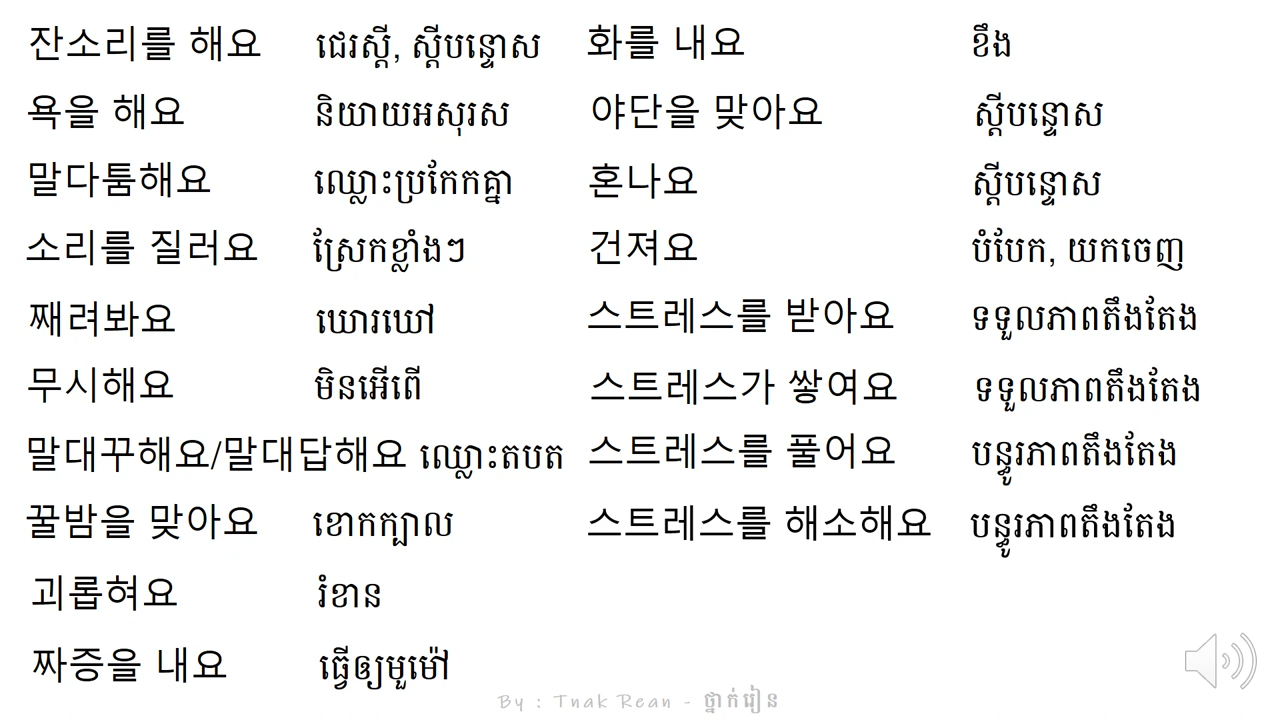 잔소리를 해요 ជេរស្តី, ស្តីបន្ទោស
욕을 해요 និយាយអសុរស
말다툼해요 ឈ្លោះប្រកែកគ្នា
소리를 질러요 ស្រែកខ្លាំងៗ
째려봐요 ឃោរឃៅ
무시해요 មិនអើពើ
말대꾸해요/말대답해요 ឈ្លោះតបត
꿀밤을 맞아요 ខោកក្បាល
괴롭혀요 រំខាន
짜증을 내요 ធ្វើឲ្យមួម៉ៅ
화를 내요 ខឹង
야단을 맞아요 ស្តីបន្ទោស
혼나요 ស្តីបន្ទោស
건져요 បំបែក, យកចេញ
스트레스를 받아요 ទទួលភាពតឹងតែង
스트레스가 쌓여요 ទទួលភាពតឹងតែង
스트레스를 풀어요 បន្ធូរភាពតឹងតែង
스트레스를 해소해요 បន្ធូរភាពតឹងតែង
By : Tnak Rean - ថ្នាក់រៀន